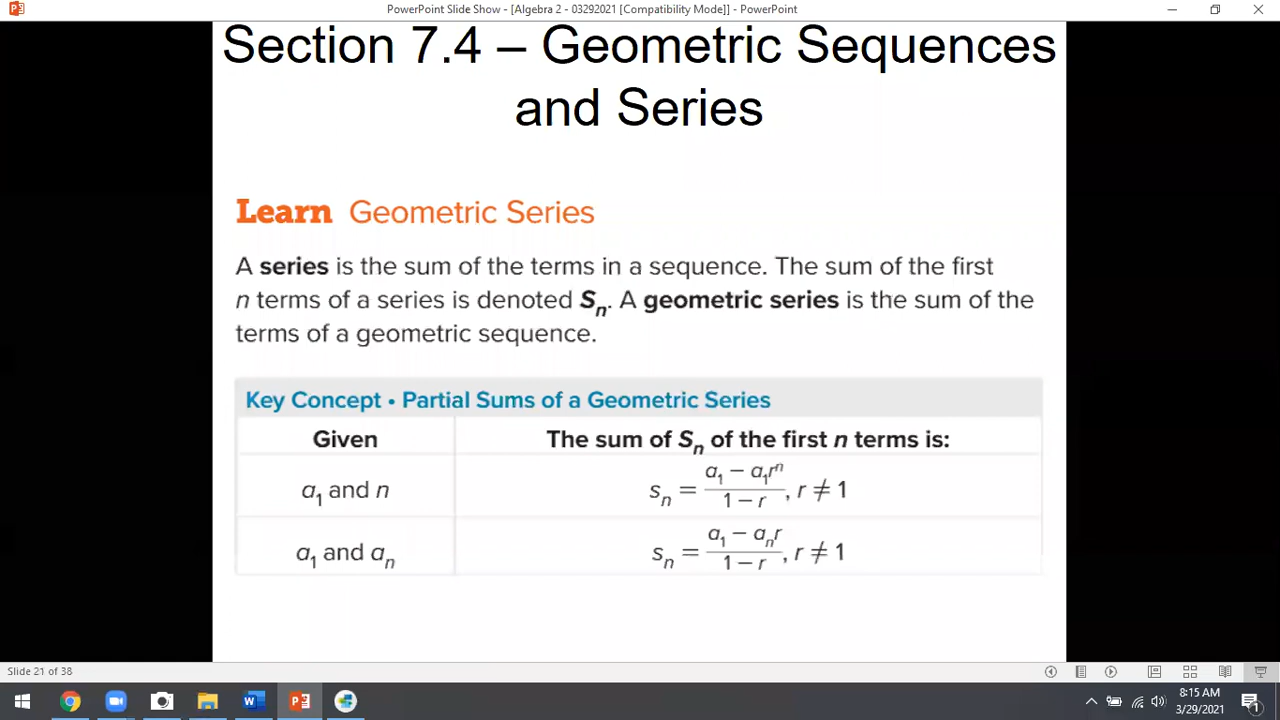 PowerPoint Slide Show - [Algebra 2 - 03292021 [Compatibility Mode]] - PowerPoint
Section 7.4 – Geometric Sequences
and Series
Learn Geometric Series
A series is the sum of the terms in a sequence. The sum of the first
n terms of a series is denoted Sₙ. A geometric series is the sum of the
terms of a geometric sequence.
Key Concept • Partial Sums of a Geometric Series
Given The sum of Sₙ of the first n terms is:
a₁ and n sₙ = (a₁ − a₁rⁿ)/(1 − r), r ≠ 1
a₁ and aₙ sₙ = (a₁ − aₙr)/(1 − r), r ≠ 1
Slide 21 of 38
8:15 AM
3/29/2021
1